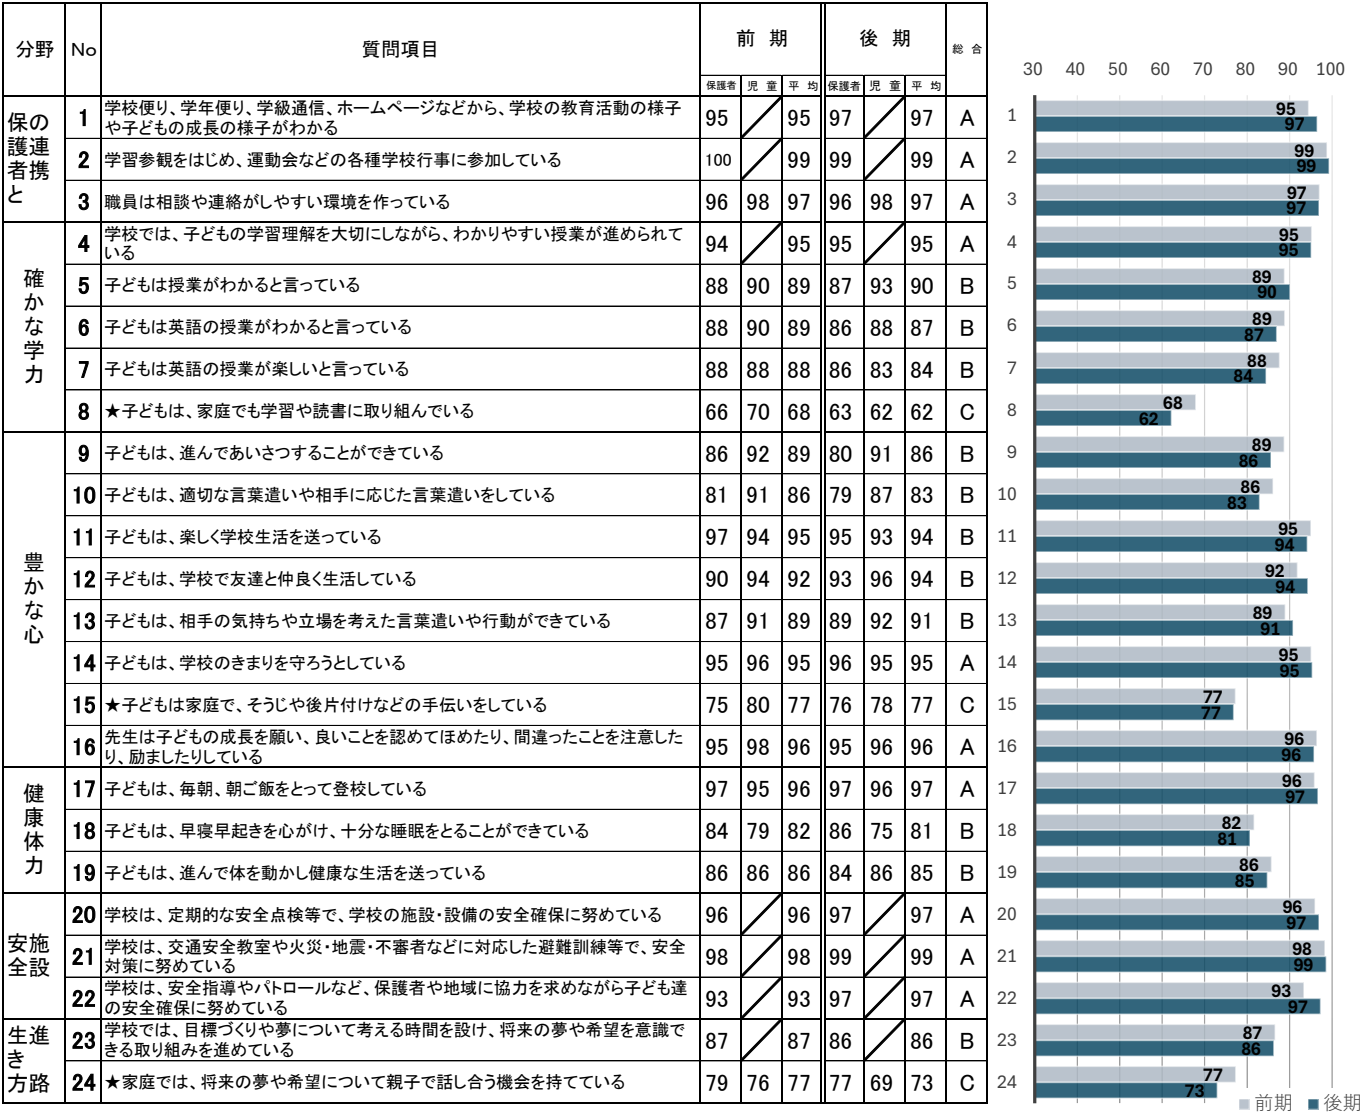 分野 No 質問項目 前 期 後 期 総 合
保護者 児 童 平 均 保護者 児 童 平 均
保護者と の連携
1 学校便り、学年便り、学級通信、ホームページなどから、学校の教育活動の様子
や子どもの成長の様子がわかる 95 95 97 97 A
2 学習参観をはじめ、運動会などの各種学校行事に参加している 100 99 99 99 A
3 職員は相談や連絡がしやすい環境を作っている 96 98 97 96 98 97 A
確かな学力
4 学校では、子どもの学習理解を大切にしながら、わかりやすい授業が進められて
いる 94 95 95 95 A
5 子どもは授業がわかると言っている 88 90 89 87 93 90 B
6 子どもは英語の授業がわかると言っている 88 90 89 86 88 87 B
7 子どもは英語の授業が楽しいと言っている 88 88 88 86 83 84 B
8 ★子どもは、家庭でも学習や読書に取り組んでいる 66 70 68 63 62 62 C
豊かな心
9 子どもは、進んであいさつすることができている 86 92 89 80 91 86 B
10 子どもは、適切な言葉遣いや相手に応じた言葉遣いをしている 81 91 86 79 87 83 B
11 子どもは、楽しく学校生活を送っている 97 94 95 95 93 94 B
12 子どもは、学校で友達と仲良く生活している 90 94 92 93 96 94 B
13 子どもは、相手の気持ちや立場を考えた言葉遣いや行動ができている 87 91 89 89 92 91 B
14 子どもは、学校のきまりを守ろうとしている 95 96 95 96 95 95 A
15 ★子どもは家庭で、そうじや後片付けなどの手伝いをしている 75 80 77 76 78 77 C
16 先生は子どもの成長を願い、良いことを認めてほめたり、間違ったことを注意した
り、励ましたりしている 95 98 96 95 96 96 A
健康体力
17 子どもは、毎朝、朝ご飯をとって登校している 97 95 96 97 96 97 A
18 子どもは、早寝早起きを心がけ、十分な睡眠をとることができている 84 79 82 86 75 81 B
19 子どもは、進んで体を動かし健康な生活を送っている 86 86 86 84 86 85 B
安全 施設
20 学校は、定期的な安全点検等で、学校の施設・設備の安全確保に努めている 96 96 97 97 A
21 学校は、交通安全教室や火災・地震・不審者などに対応した避難訓練等で、安全
対策に努めている 98 98 99 99 A
22 学校は、安全指導やパトロールなど、保護者や地域に協力を求めながら子ども達
の安全確保に努めている 93 93 97 97 A
生き方 進路
23 学校では、目標づくりや夢について考える時間を設け、将来の夢や希望を意識で
きる取り組みを進めている 87 87 86 86 B
24 ★家庭では、将来の夢や希望について親子で話し合う機会を持てている 79 76 77 77 69 73 C
30 40 50 60 70 80 90 100
1 95
97
2 99
99
3 97
97
4 95
95
5 89
90
6 89
87
7 88
84
8 68
62
9 89
86
10 86
83
11 95
94
12 92
94
13 89
91
14 95
95
15 77
77
16 96
96
17 96
97
18 82
81
19 86
85
20 96
97
21 98
99
22 93
97
23 87
86
24 77
73
前期 後期